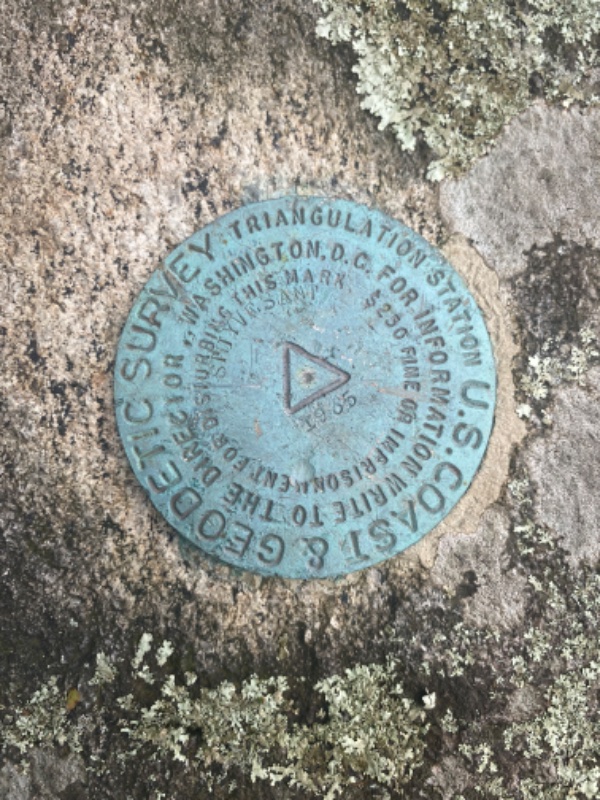 U.S. COAST & GEODETIC SURVEY
TRIANGULATION STATION
FOR INFORMATION WRITE TO THE DIRECTOR, WASHINGTON, D.C.
$250 FINE OR IMPRISONMENT FOR DISTURBING THIS MARK
1965